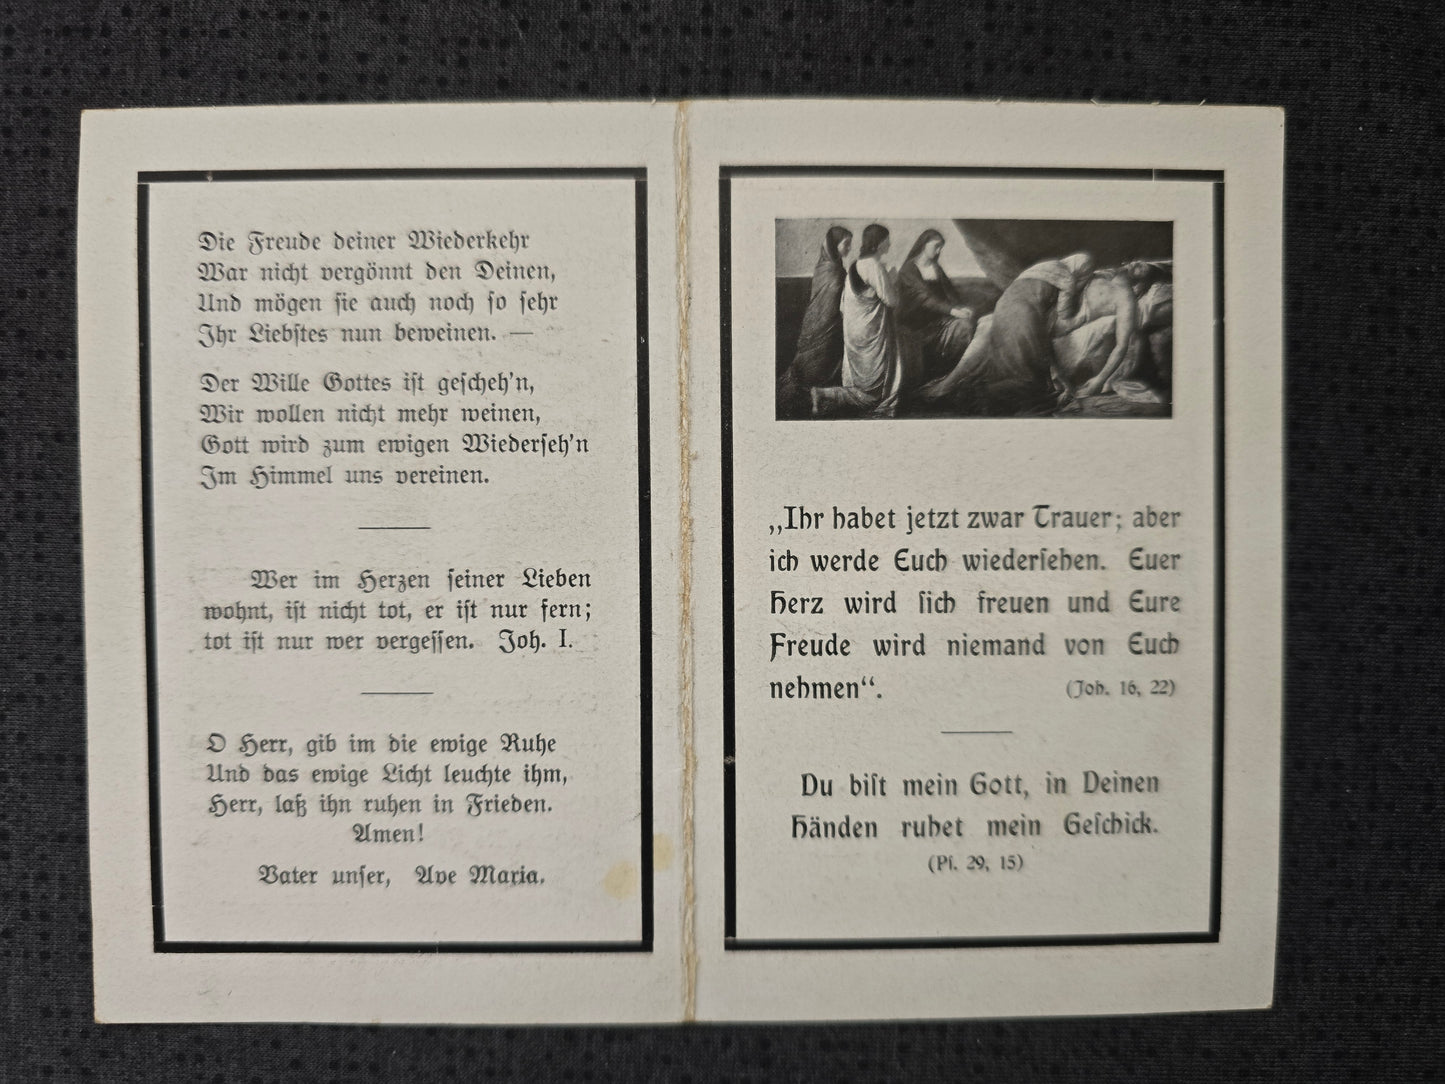 Die Freude deiner Wiederkehr
War nicht vergönnt den Deinen,
Und mögen sie auch noch so sehr
Ihr Liebstes nun beweinen. —
Der Wille Gottes ist gescheh'n,
Wir wollen nicht mehr weinen,
Gott wird zum ewigen Wiederseh'n
Im Himmel uns vereinen.
Wer im Herzen seiner Lieben
wohnt, ist nicht tot, er ist nur fern;
tot ist nur wer vergessen. Joh. I.
O Herr, gib im die ewige Ruhe
Und das ewige Licht leuchte ihm,
Herr, laß ihn ruhen in Frieden.
Amen!
Vater unser, Ave Maria.
„Ihr habet jetzt zwar Trauer; aber
ich werde Euch wiedersehen. Euer
Herz wird sich freuen und Eure
Freude wird niemand von Euch
nehmen“. (Joh. 16, 22)
Du bist mein Gott, in Deinen
Händen ruhet mein Geschick.
(Ps. 29, 15)